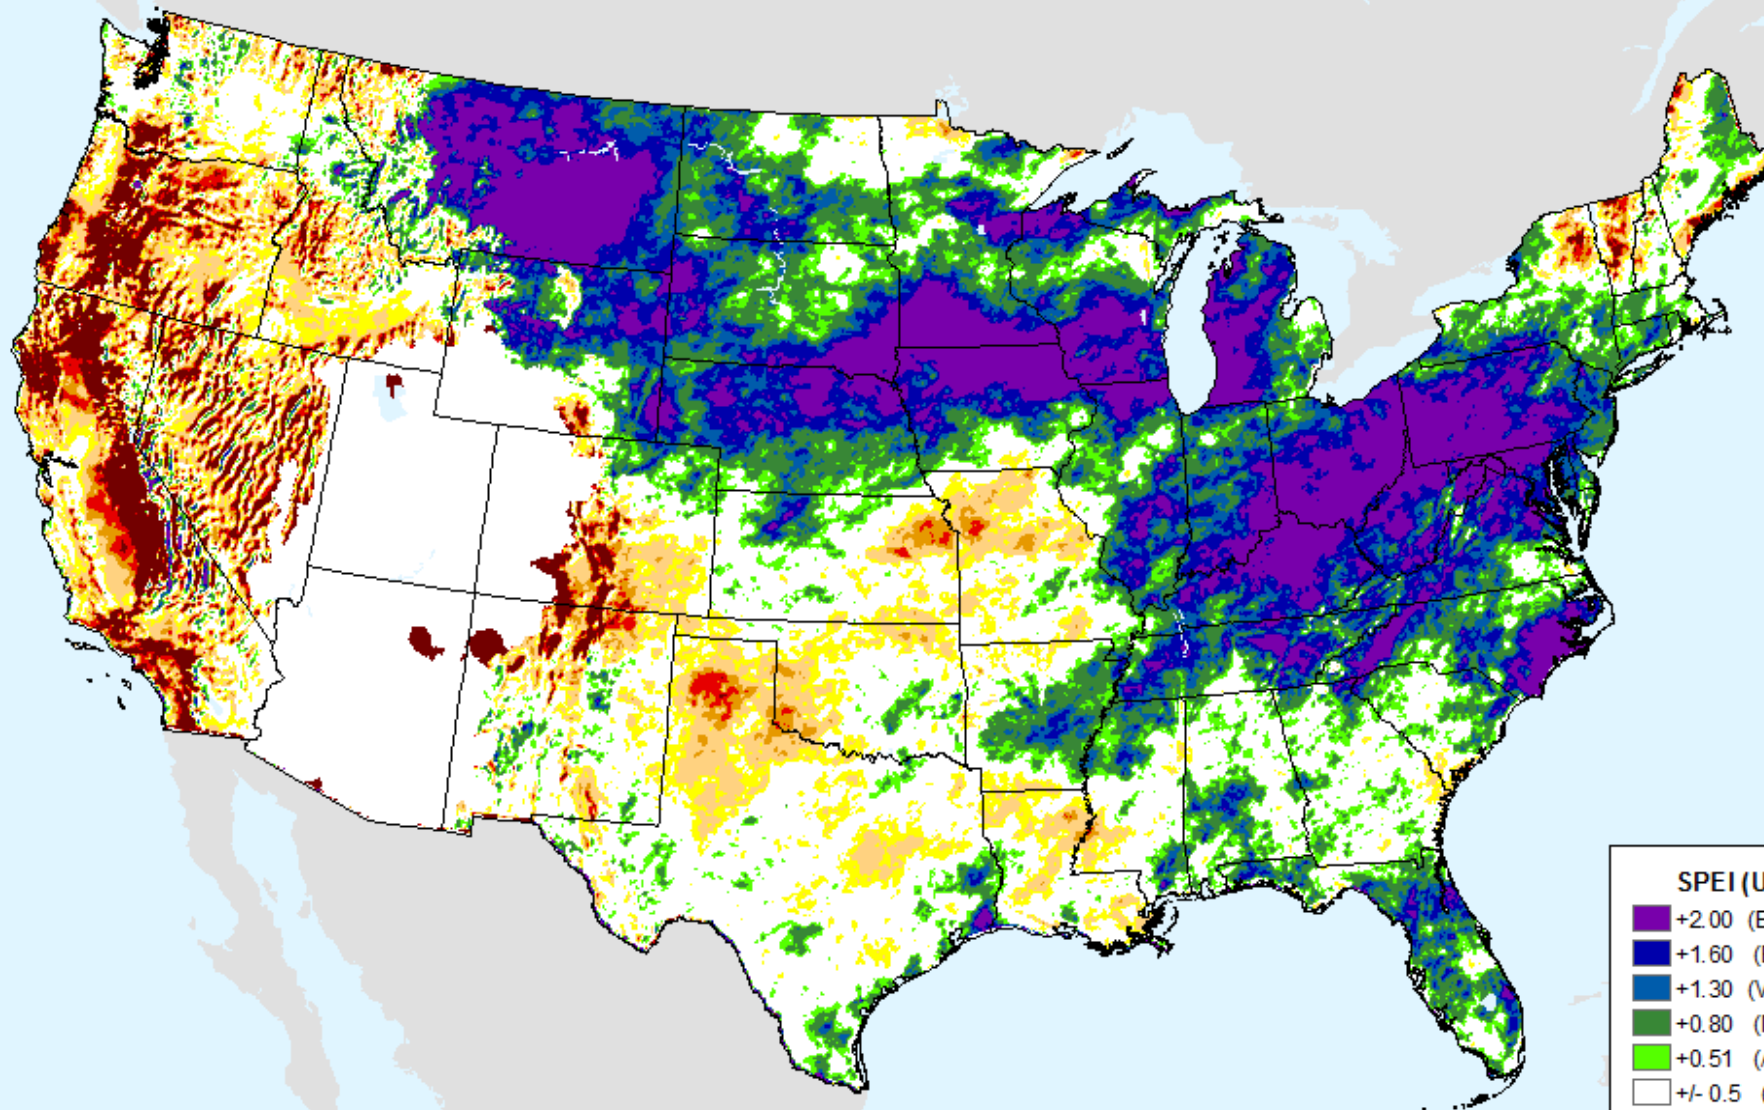 SPEI (U
+2.00 (E
+1.60 (
+1.30 (V
+0.80 (
+0.51 (
+/- 0.5 (